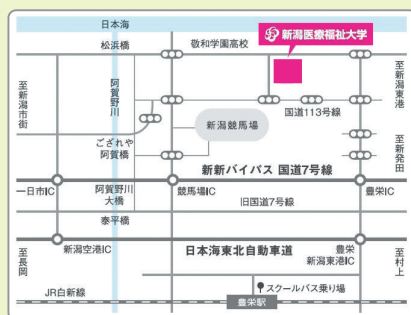 日本海
松浜橋
敬和学園高校
新潟医療福祉大学
至新潟市街
阿賀野川
至新潟東港
国道113号線
新潟競馬場
ござれや
阿賀橋
至新発田
新新バイパス 国道7号線
一日市IC
阿賀野川
大橋
競馬場IC
豊栄IC
旧国道7号線
泰平橋
至長岡
新潟空港IC
日本海東北自動車道
豊栄
新潟東港IC
至村上
スクールバス乗り場
JR白新線
豊栄駅